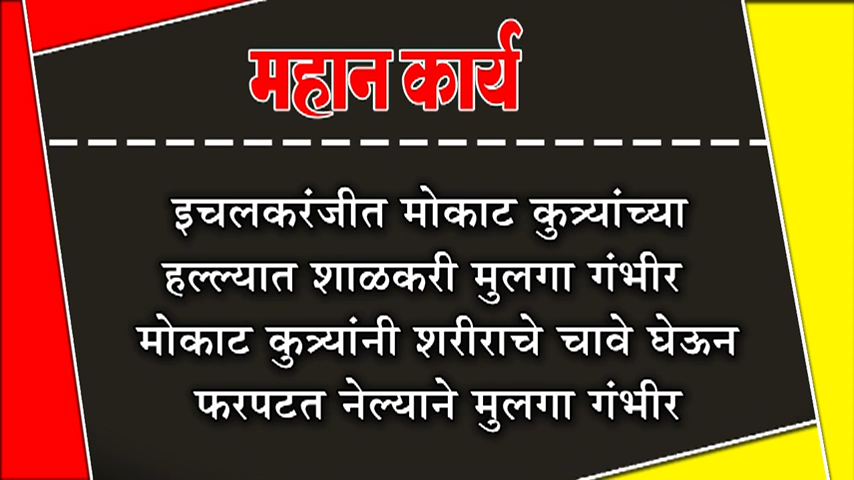 महान कार्य
इचलकरंजीत मोकाट कुत्र्यांच्या
हल्ल्यात शाळकरी मुलगा गंभीर
मोकाट कुत्र्यांनी शरीराचे चावे घेऊन
फरपटत नेल्याने मुलगा गंभीर